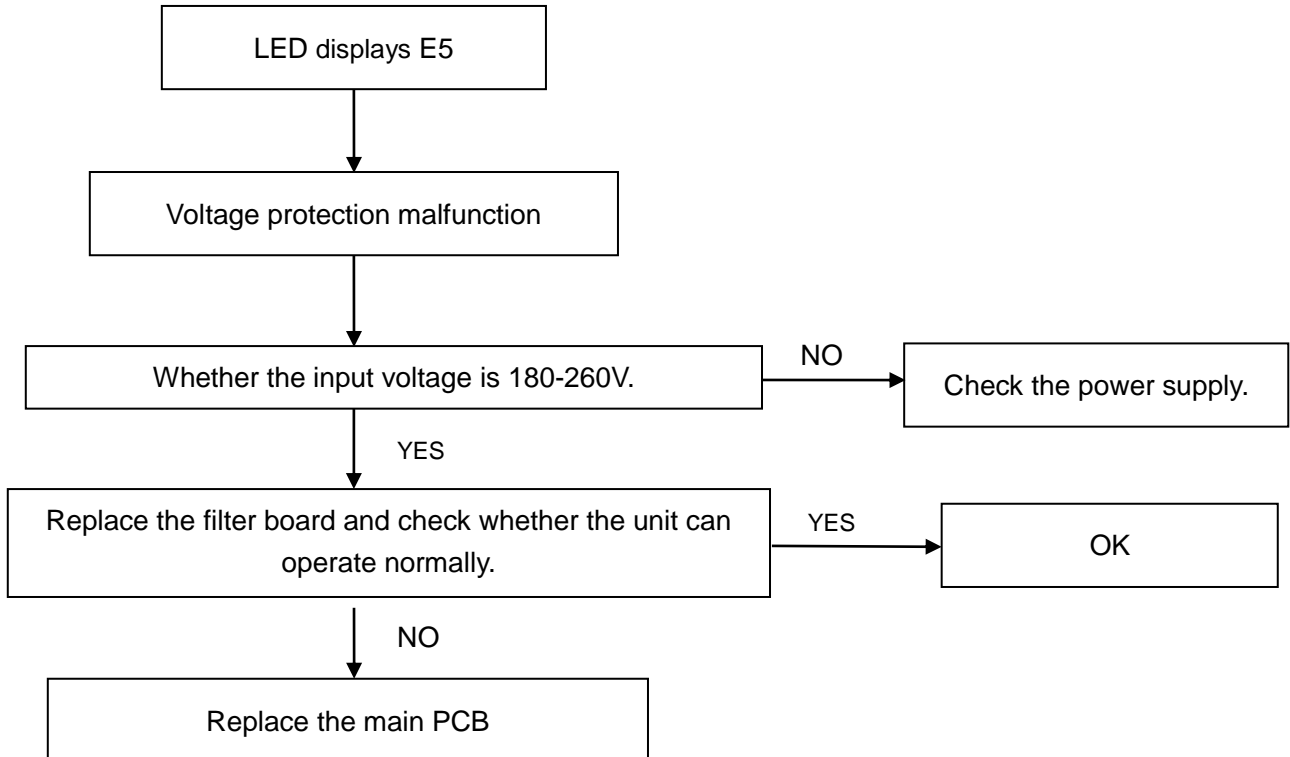 LED displays E5
Voltage protection malfunction
Whether the input voltage is 180-260V.
NO
Check the power supply.
YES
Replace the filter board and check whether the unit can
operate normally.
YES
OK
NO
Replace the main PCB